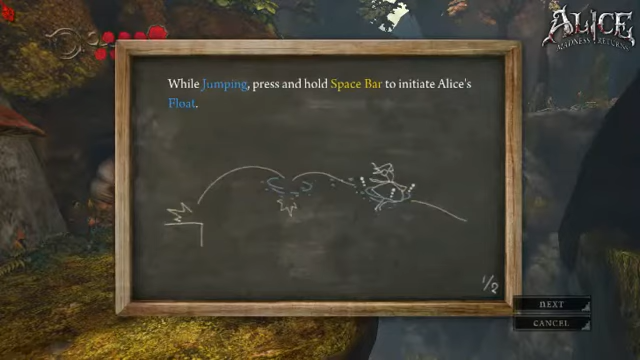 ALICE
MADNESS RETURNS
While Jumping, press and hold Space Bar to initiate Alice's
Float.
1/2
NEXT
CANCEL